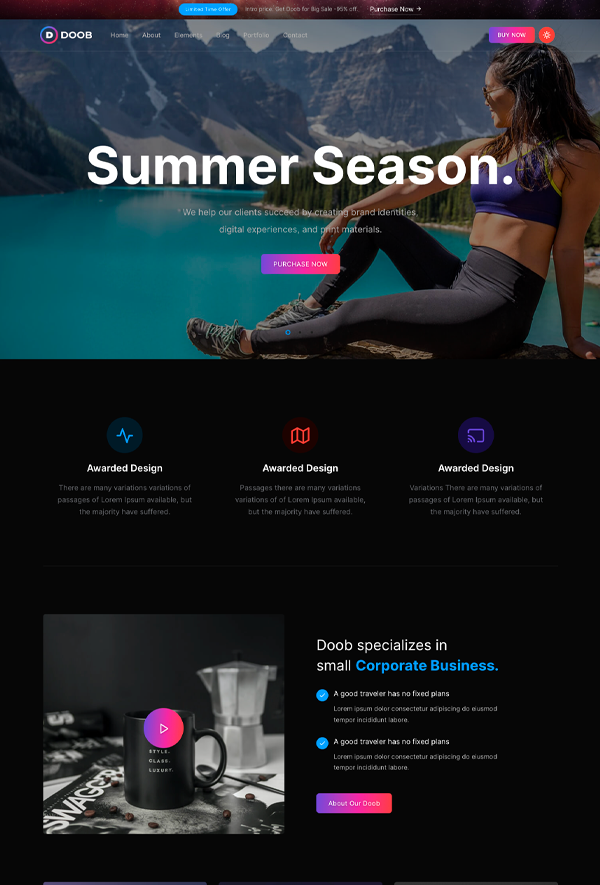 Limited Time Offer Intro price. Get Doob for Big Sale -95% off. Purchase Now →
D DOOB Home About Elements Blog Portfolio Contact BUY NOW
Summer Season.
We help our clients succeed by creating brand identities,
digital experiences, and print materials.
PURCHASE NOW
Awarded Design
There are many variations variations of
passages of Lorem Ipsum available, but
the majority have suffered.
Awarded Design
Passages there are many variations
variations of of Lorem Ipsum available,
but the majority have suffered.
Awarded Design
Variations There are many variations of
passages of Lorem Ipsum available, but
the majority have suffered.
STYLE.
CLASS.
LUXURY.
SWAGGER
Doob specializes in
small Corporate Business.
A good traveler has no fixed plans
Lorem ipsum dolor consectetur adipiscing do eiusmod
tempor incididunt labore.
A good traveler has no fixed plans
Lorem ipsum dolor consectetur adipiscing do eiusmod
tempor incididunt labore.
About Our Doob